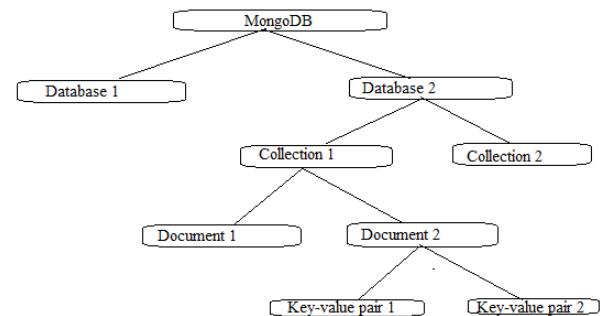 MongoDB
Database 1
Database 2
Collection 1
Collection 2
Document 1
Document 2
Key-value pair 1
Key-value pair 2